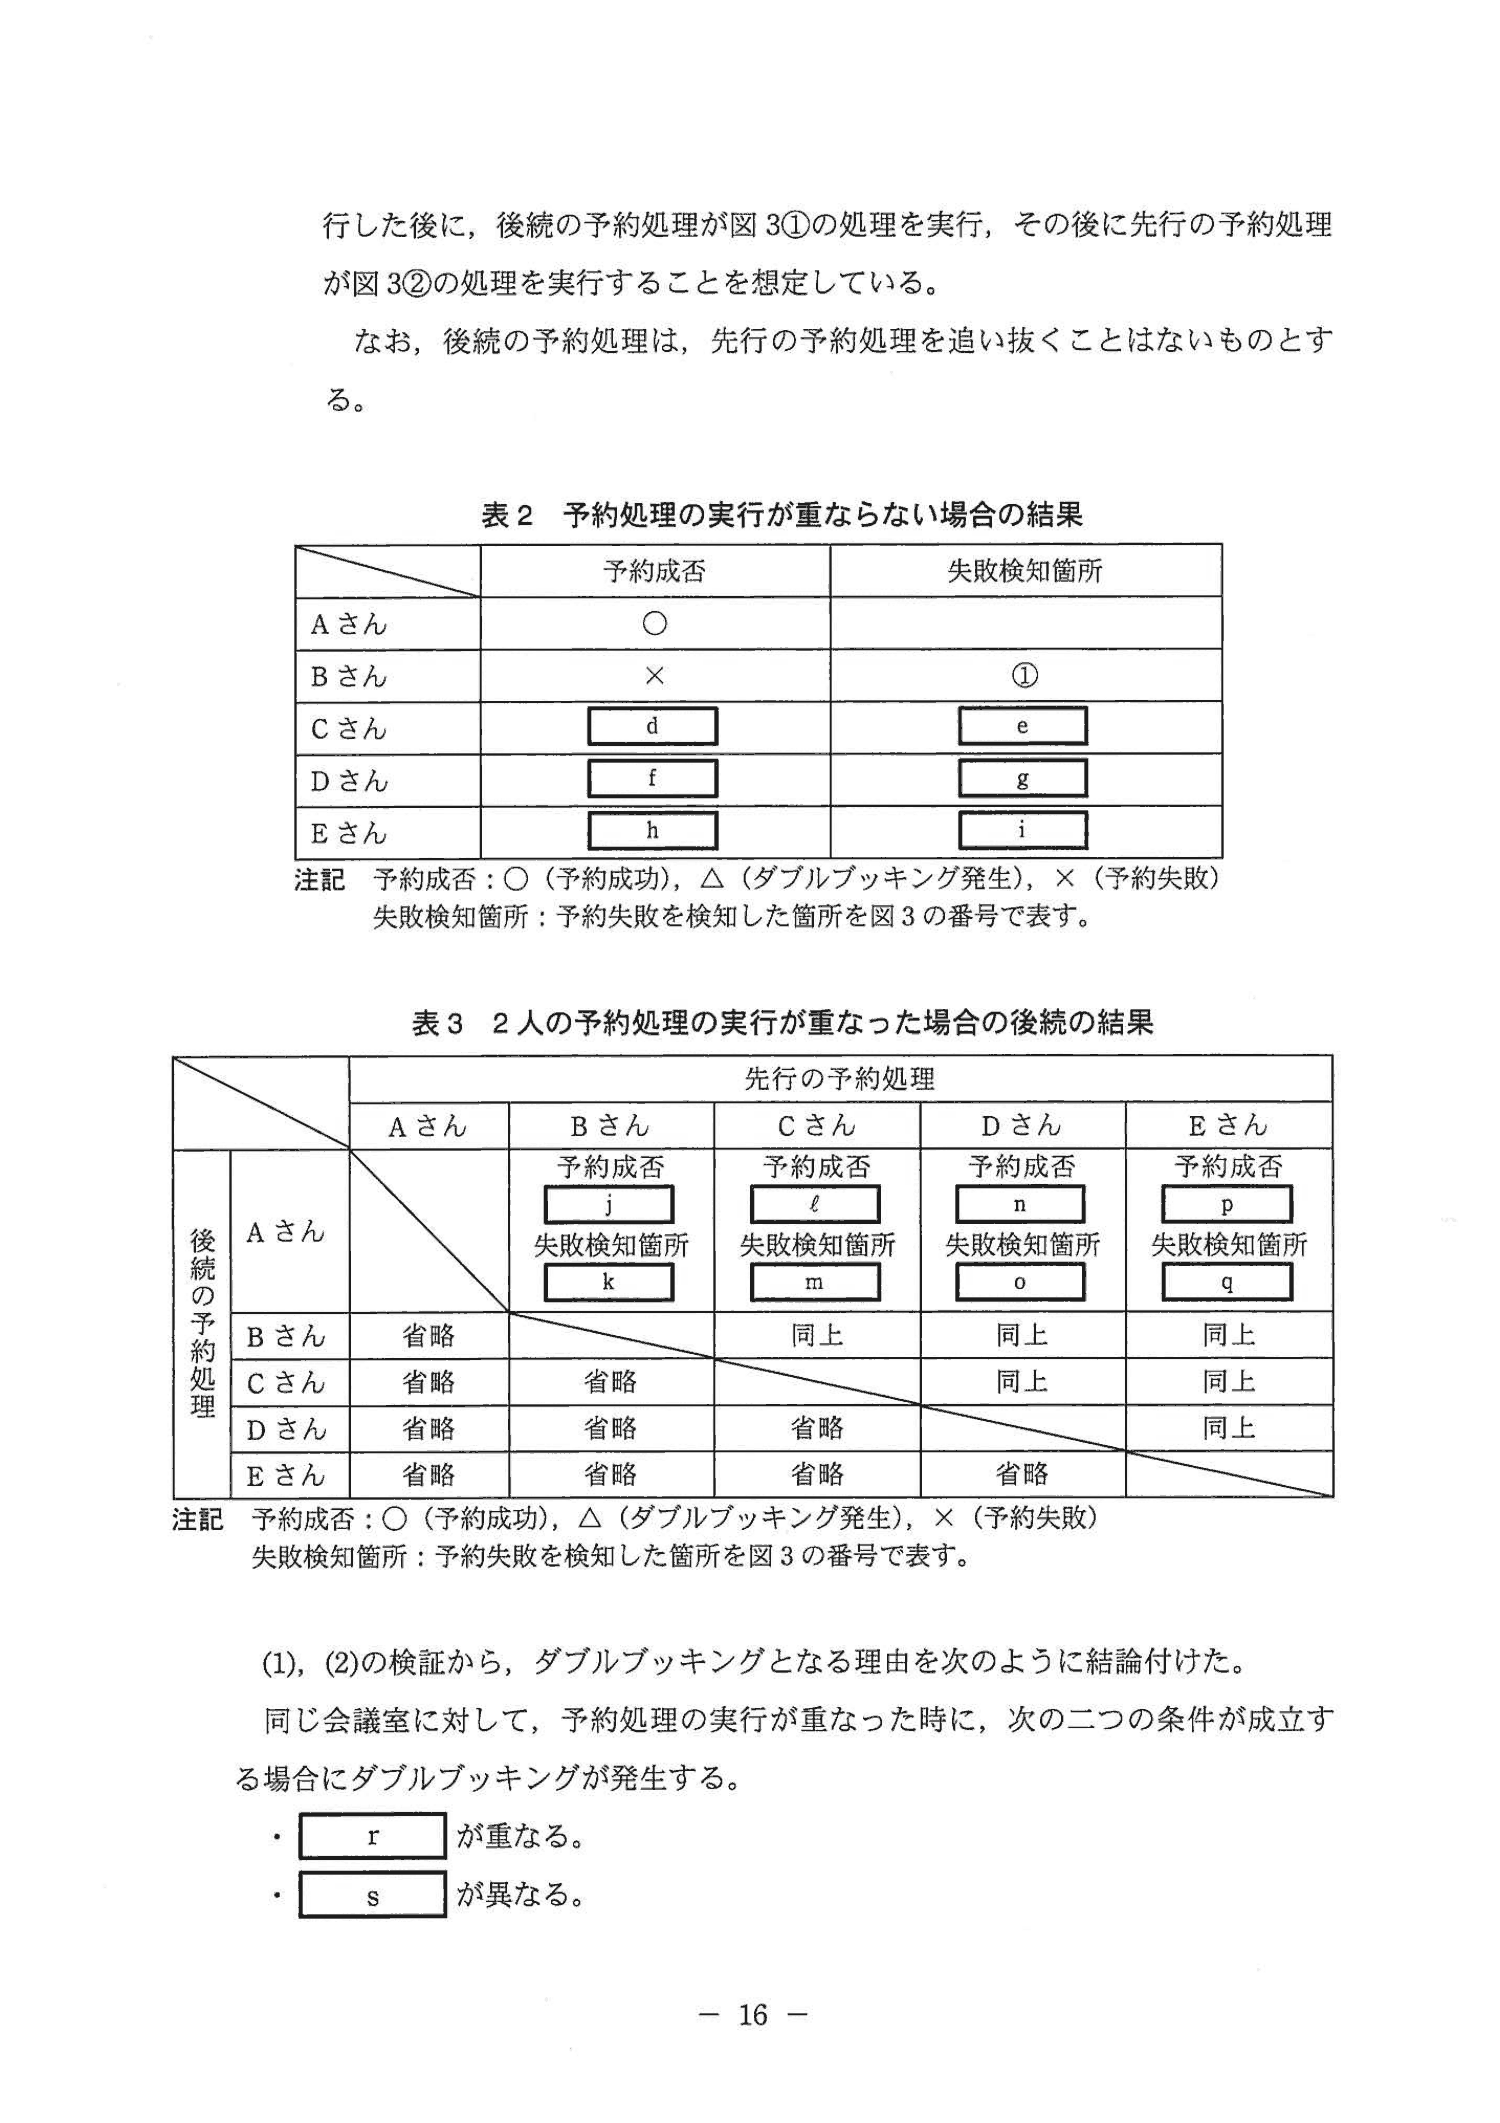 行した後に，後続の予約処理が図 3①の処理を実行，その後に先行の予約処理
が図 3②の処理を実行することを想定している。
なお，後続の予約処理は，先行の予約処理を追い抜くことはないものとす
る。
表 2　予約処理の実行が重ならない場合の結果
予約成否　失敗検知箇所
A さん　○
B さん　×　①
C さん　d　e
D さん　f　g
E さん　h　i
注記　予約成否：○（予約成功），△（ダブルブッキング発生），×（予約失敗）
失敗検知箇所：予約失敗を検知した箇所を図 3 の番号で表す。
表 3　2 人の予約処理の実行が重なった場合の後続の結果
先行の予約処理
A さん　B さん　C さん　D さん　E さん
後続の予約処理
A さん
予約成否　予約成否　予約成否　予約成否
j　ℓ　n　p
失敗検知箇所　失敗検知箇所　失敗検知箇所　失敗検知箇所
k　m　o　q
B さん　省略　同上　同上　同上
C さん　省略　省略　同上　同上
D さん　省略　省略　省略　同上
E さん　省略　省略　省略　省略
注記　予約成否：○（予約成功），△（ダブルブッキング発生），×（予約失敗）
失敗検知箇所：予約失敗を検知した箇所を図 3 の番号で表す。
(1)，(2)の検証から，ダブルブッキングとなる理由を次のように結論付けた。
同じ会議室に対して，予約処理の実行が重なった時に，次の二つの条件が成立す
る場合にダブルブッキングが発生する。
・ r が重なる。
・ s が異なる。
－ 16 －